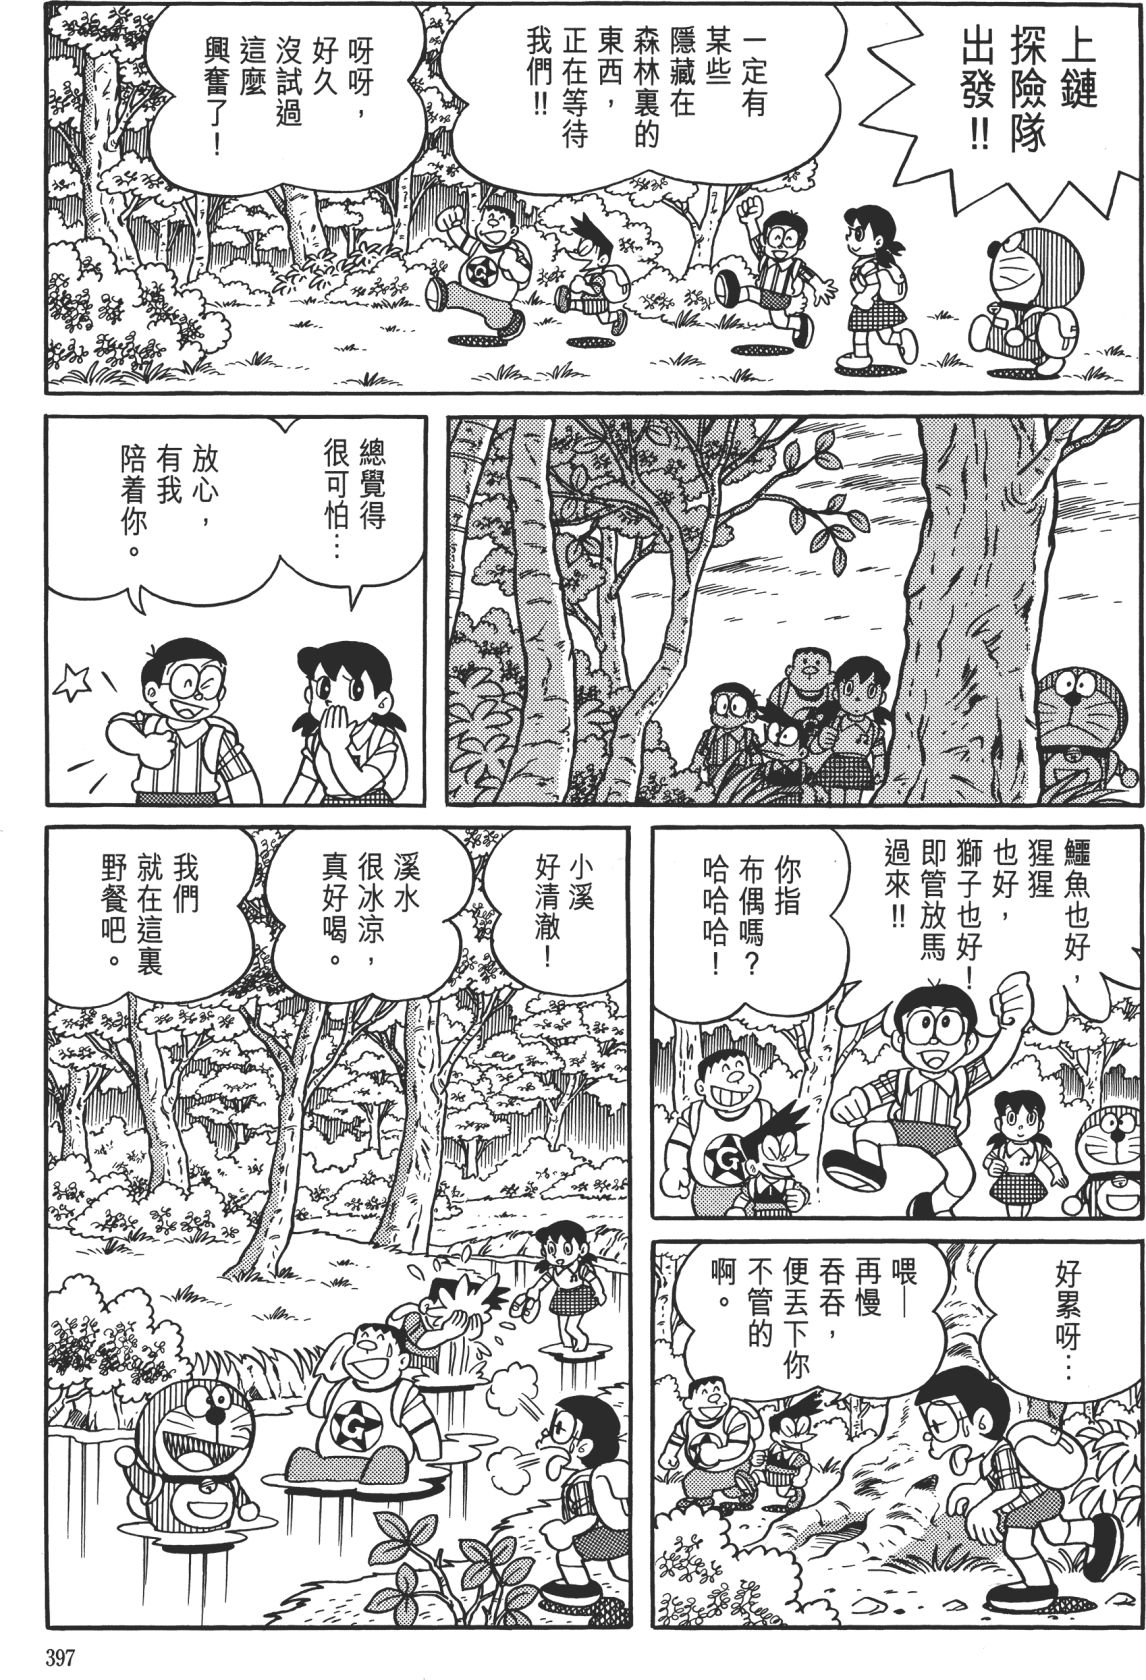 上鏈
探險隊
出發!!
一定有
某些
隱藏在
森林裏的
東西，
正在等待
我們!!
呀呀，
好久
沒試過
這麼
興奮了！
總覺得
很可怕…
放心，
有我
陪着你。
鱷魚也好，
猩猩
也好，
獅子也好！
即管放馬
過來!!
你指
布偶嗎？
哈哈哈！
好累呀…
喂—
再慢
吞吞，
便丟下你
不管的
啊。
小溪
好清澈！
溪水
很冰涼，
真好喝。
我們
就在這裏
野餐吧。
G
G
G
397